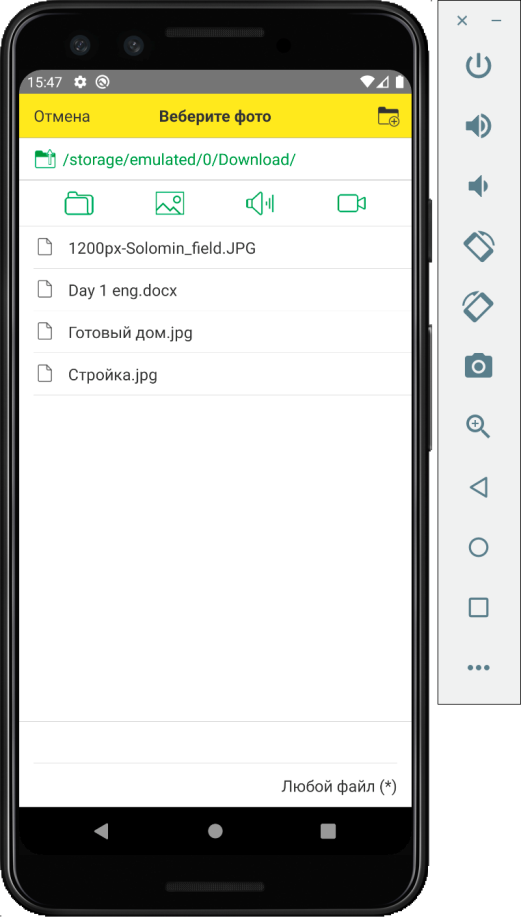 15:47
Отмена Веберите фото
/storage/emulated/0/Download/
1200px-Solomin_field.JPG
Day 1 eng.docx
Готовый дом.jpg
Стройка.jpg
Любой файл (*)